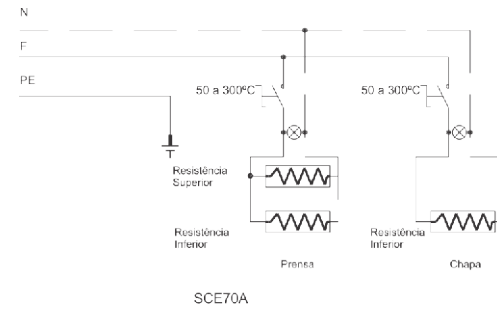 N
F
PE
50 a 300ºC
50 a 300ºC
Resistência
Superior
Resistência
Inferior
Resistência
Inferior
Prensa
Chapa
SCE70A